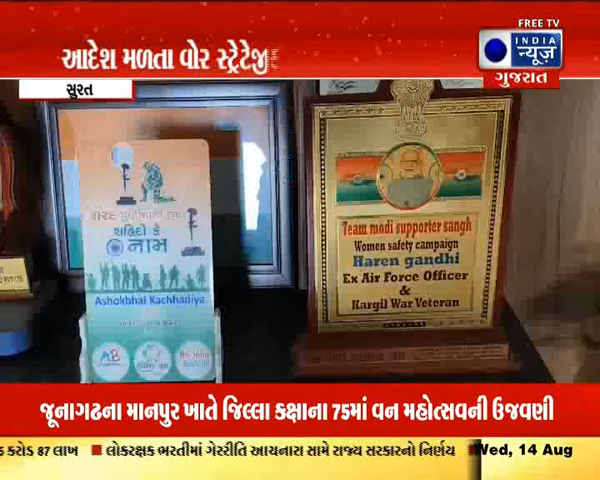 FREE TV
INDIA
न्यूज़
ગુજરાત
આદેશ મળતા વોર સ્ટ્રેટેજી
સુરત
શહિદો કે
નામ
Ashokbhai Kachhadiya
AB
Team modi supporter sangh
Women safety campaign
Haren gandhi
Ex Air Force Officer
&
Kargil War Veteran
જૂનાગઢના માનપુર ખાતે જિલ્લા કક્ષાના 75માં વન મહોત્સવની ઉજવણી
કરોડ 87 લાખ ■ લોકરક્ષક ભરતીમાં ગેરરીતિ આચનારા સામે રાજ્ય સરકારનો નિર્ણય
Wed, 14 Aug